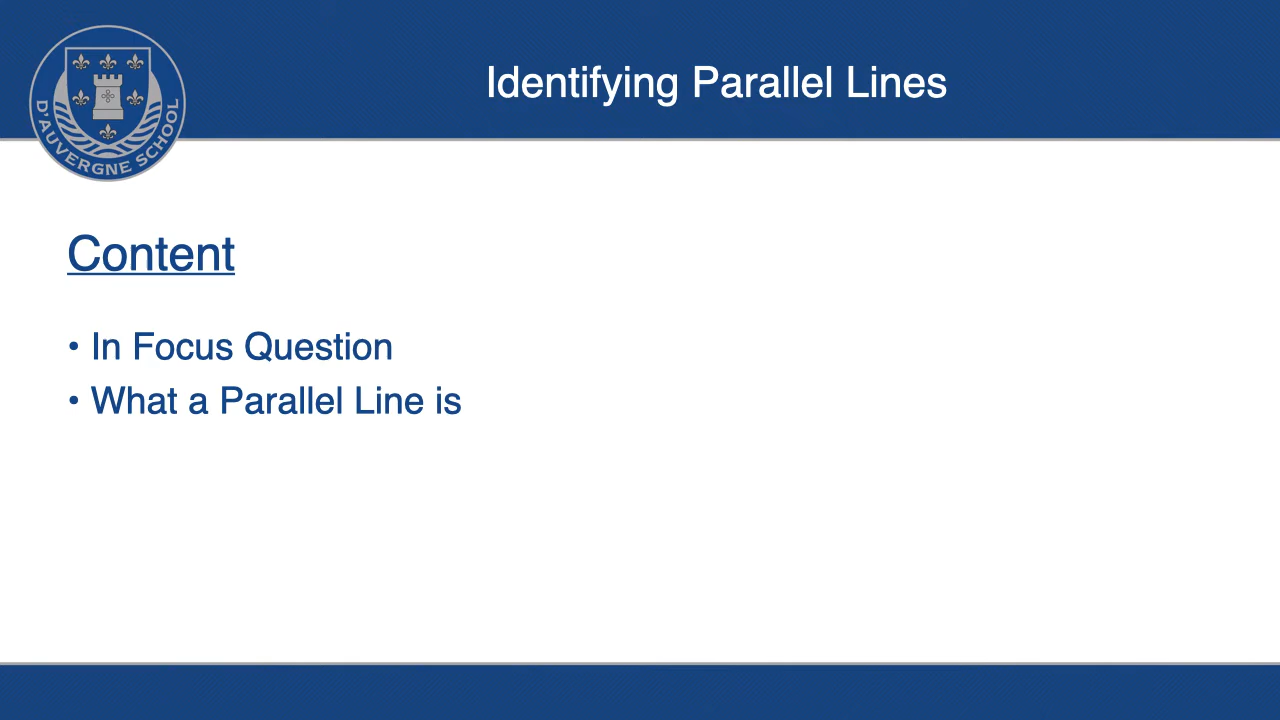 Identifying Parallel Lines
D'AUVERGNE SCHOOL
Content
• In Focus Question
• What a Parallel Line is